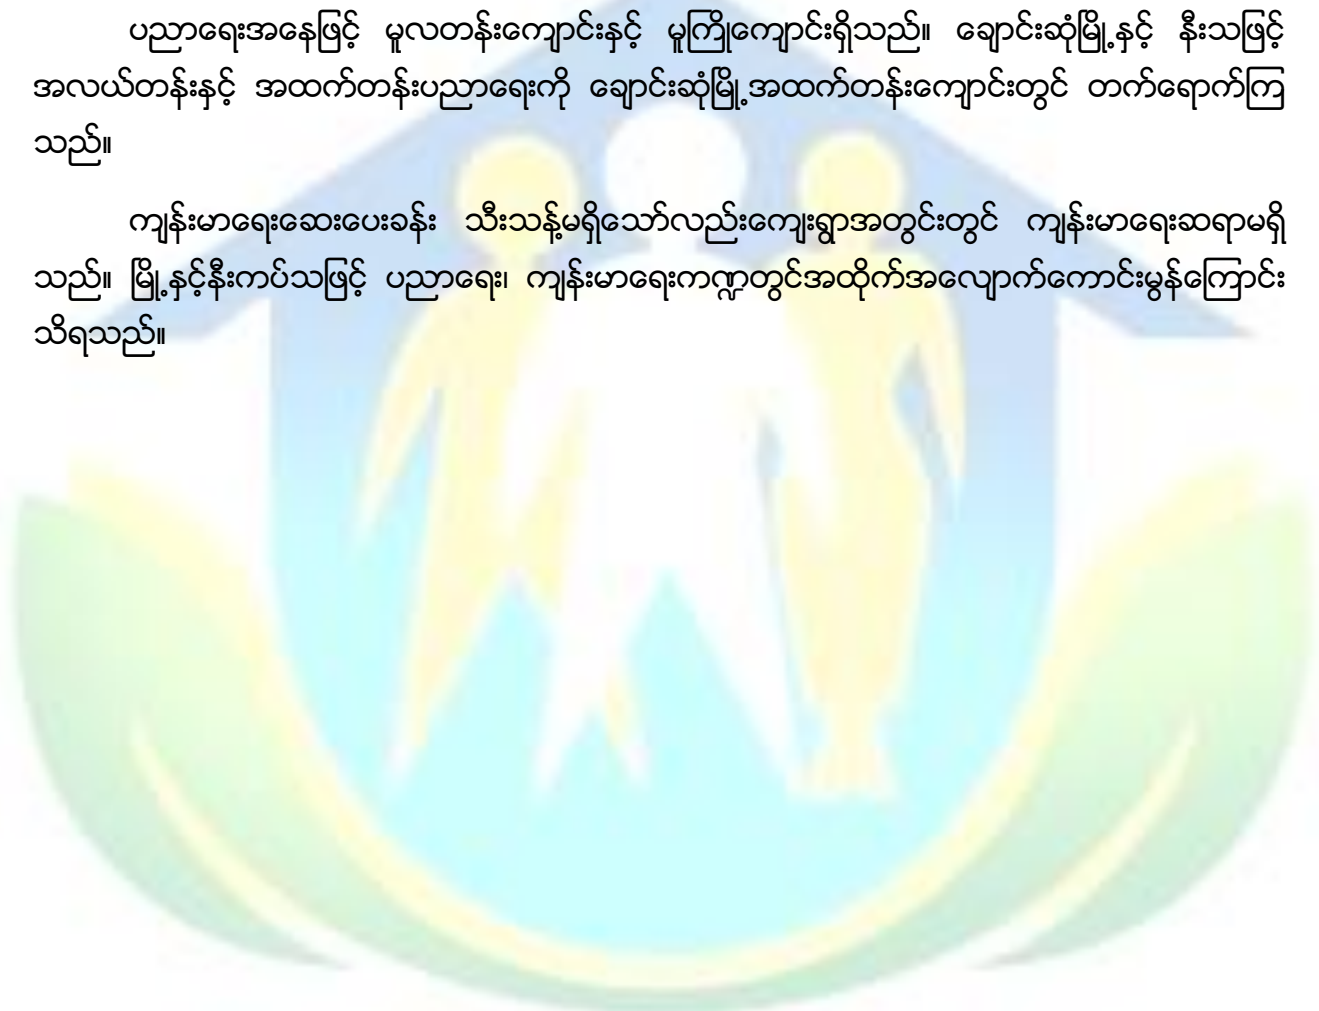 ပညာရေးအနေဖြင့် မူလတန်းကျောင်းနှင့် မူကြိုကျောင်းရှိသည်။ ချောင်းဆုံမြို့နှင့် နီးသဖြင့်
အလယ်တန်းနှင့် အထက်တန်းပညာရေးကို ချောင်းဆုံမြို့အထက်တန်းကျောင်းတွင် တက်ရောက်ကြ
သည်။
ကျန်းမာရေးဆေးပေးခန်း သီးသန့်မရှိသော်လည်းကျေးရွာအတွင်းတွင် ကျန်းမာရေးဆရာမရှိ
သည်။ မြို့နှင့်နီးကပ်သဖြင့် ပညာရေး၊ ကျန်းမာရေးကဏ္ဍတွင်အထိုက်အလျောက်ကောင်းမွန်ကြောင်း
သိရသည်။